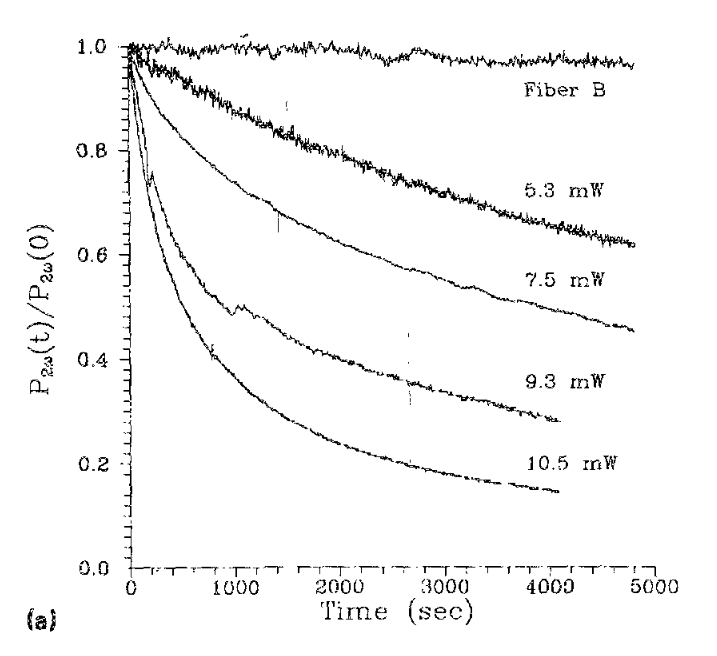 1.0
Fiber B
0.8
5.3 mW
0.6
7.5 mW
P₂ω(t)/P₂ω(0)
0.4
9.3 mW
0.2
10.5 mW
0.0
0 1000 2000 3000 4000 5000
Time (sec)
(a)